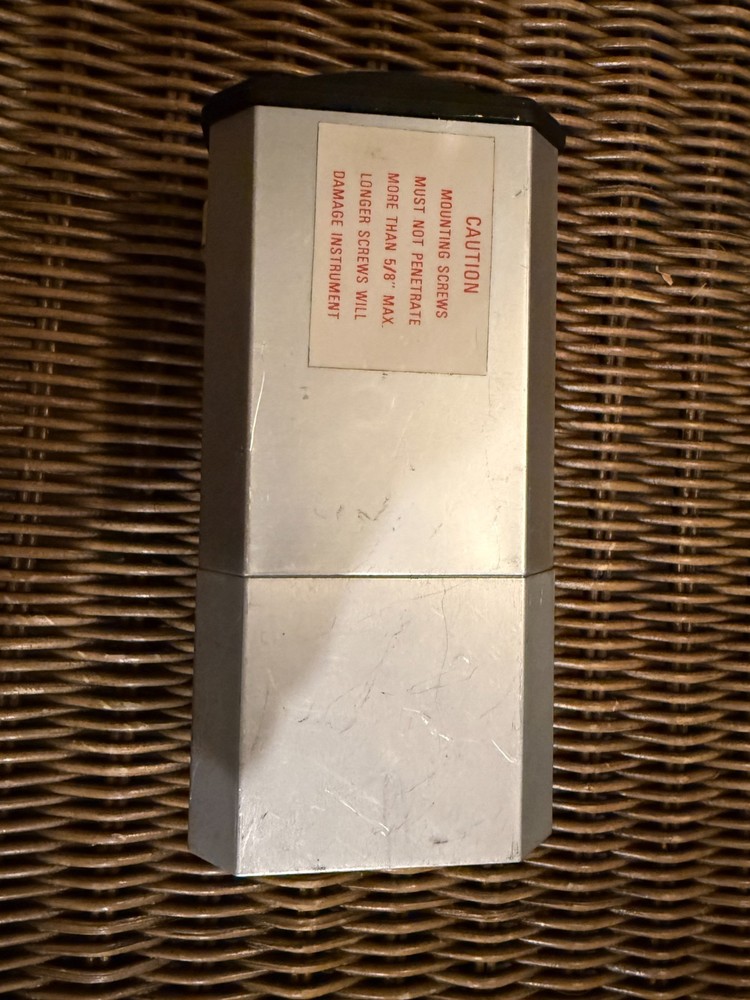 CAUTION
MOUNTING SCREWS
MUST NOT PENETRATE
MORE THAN 5/8" MAX.
LONGER SCREWS WILL
DAMAGE INSTRUMENT